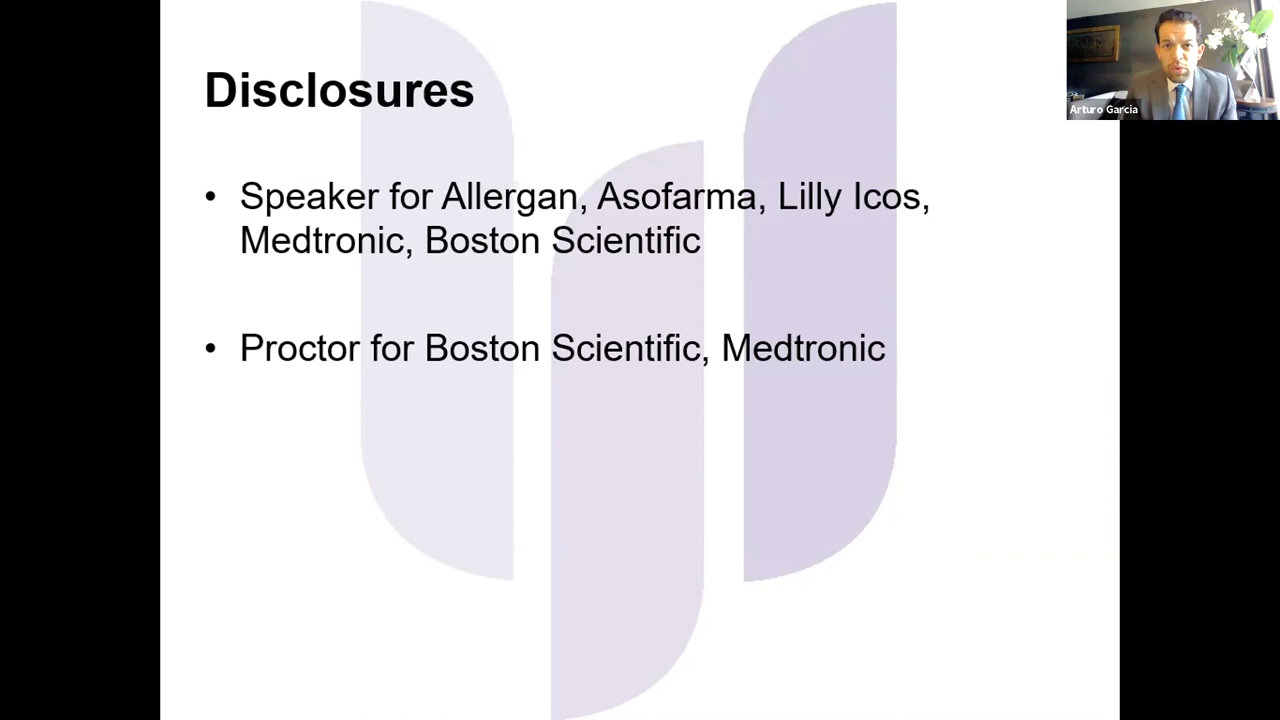 Disclosures
• Speaker for Allergan, Asofarma, Lilly Icos,
Medtronic, Boston Scientific
• Proctor for Boston Scientific, Medtronic
Arturo Garcia